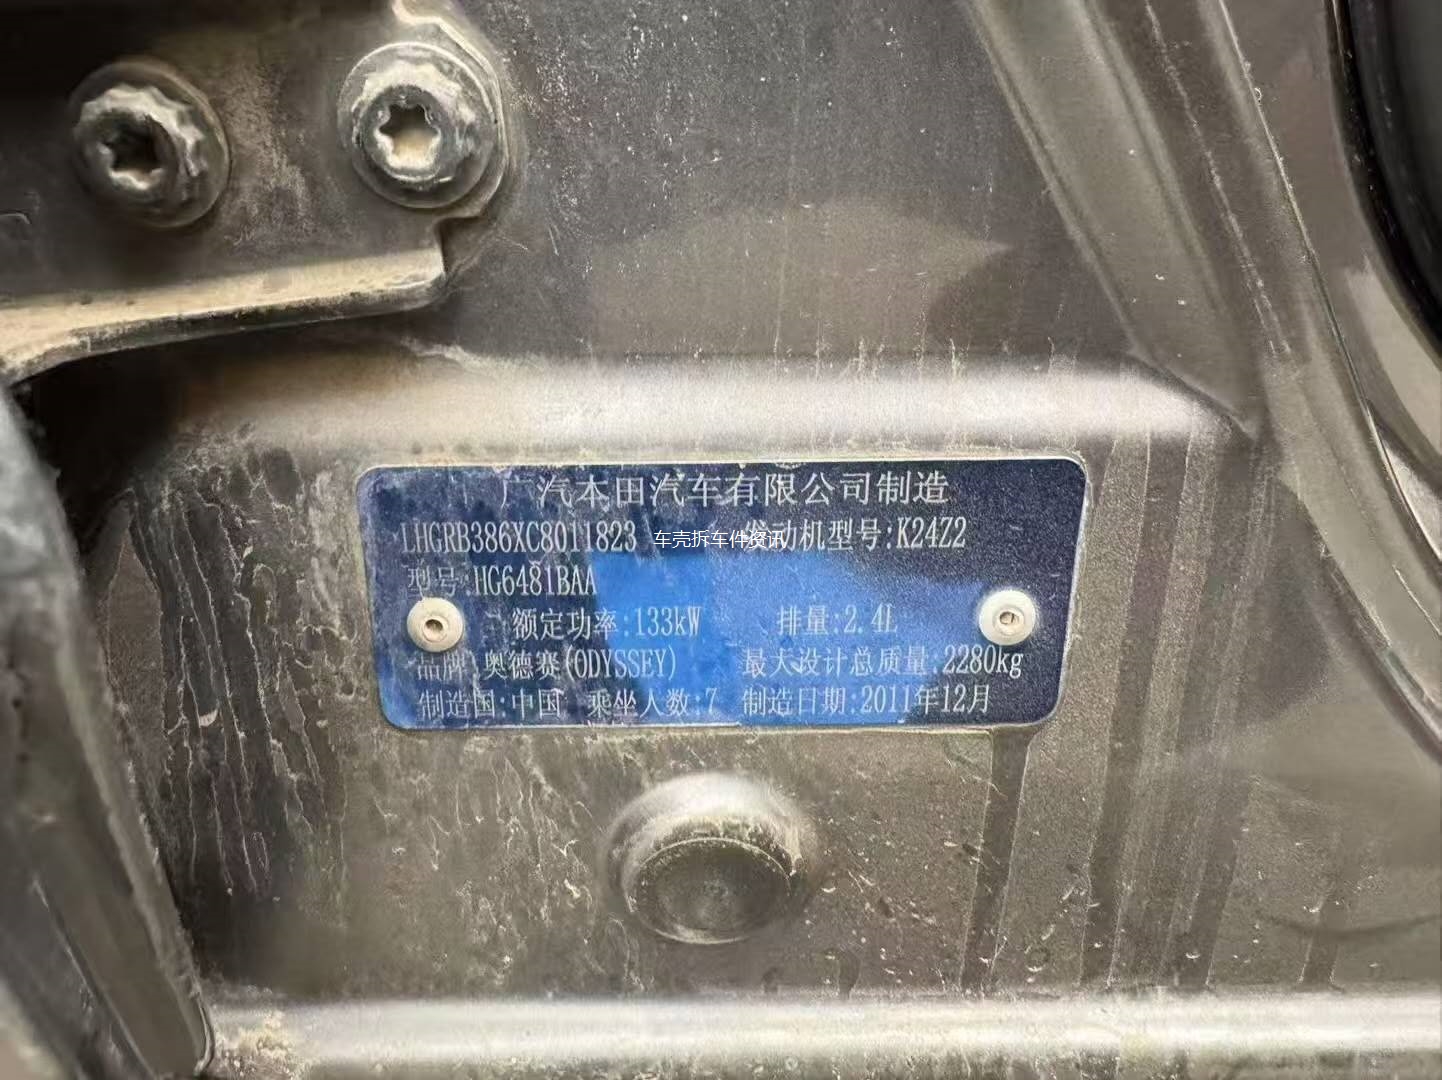 广汽本田汽车有限公司制造
LHGRB386XC8011823 车壳拆车件资讯 发动机型号:K24Z2
型号:HG6481BAA
额定功率:133kW 排量:2.4L
品牌:奥德赛(ODYSSEY) 最大设计总质量:2280kg
制造国:中国 乘坐人数:7 制造日期:2011年12月